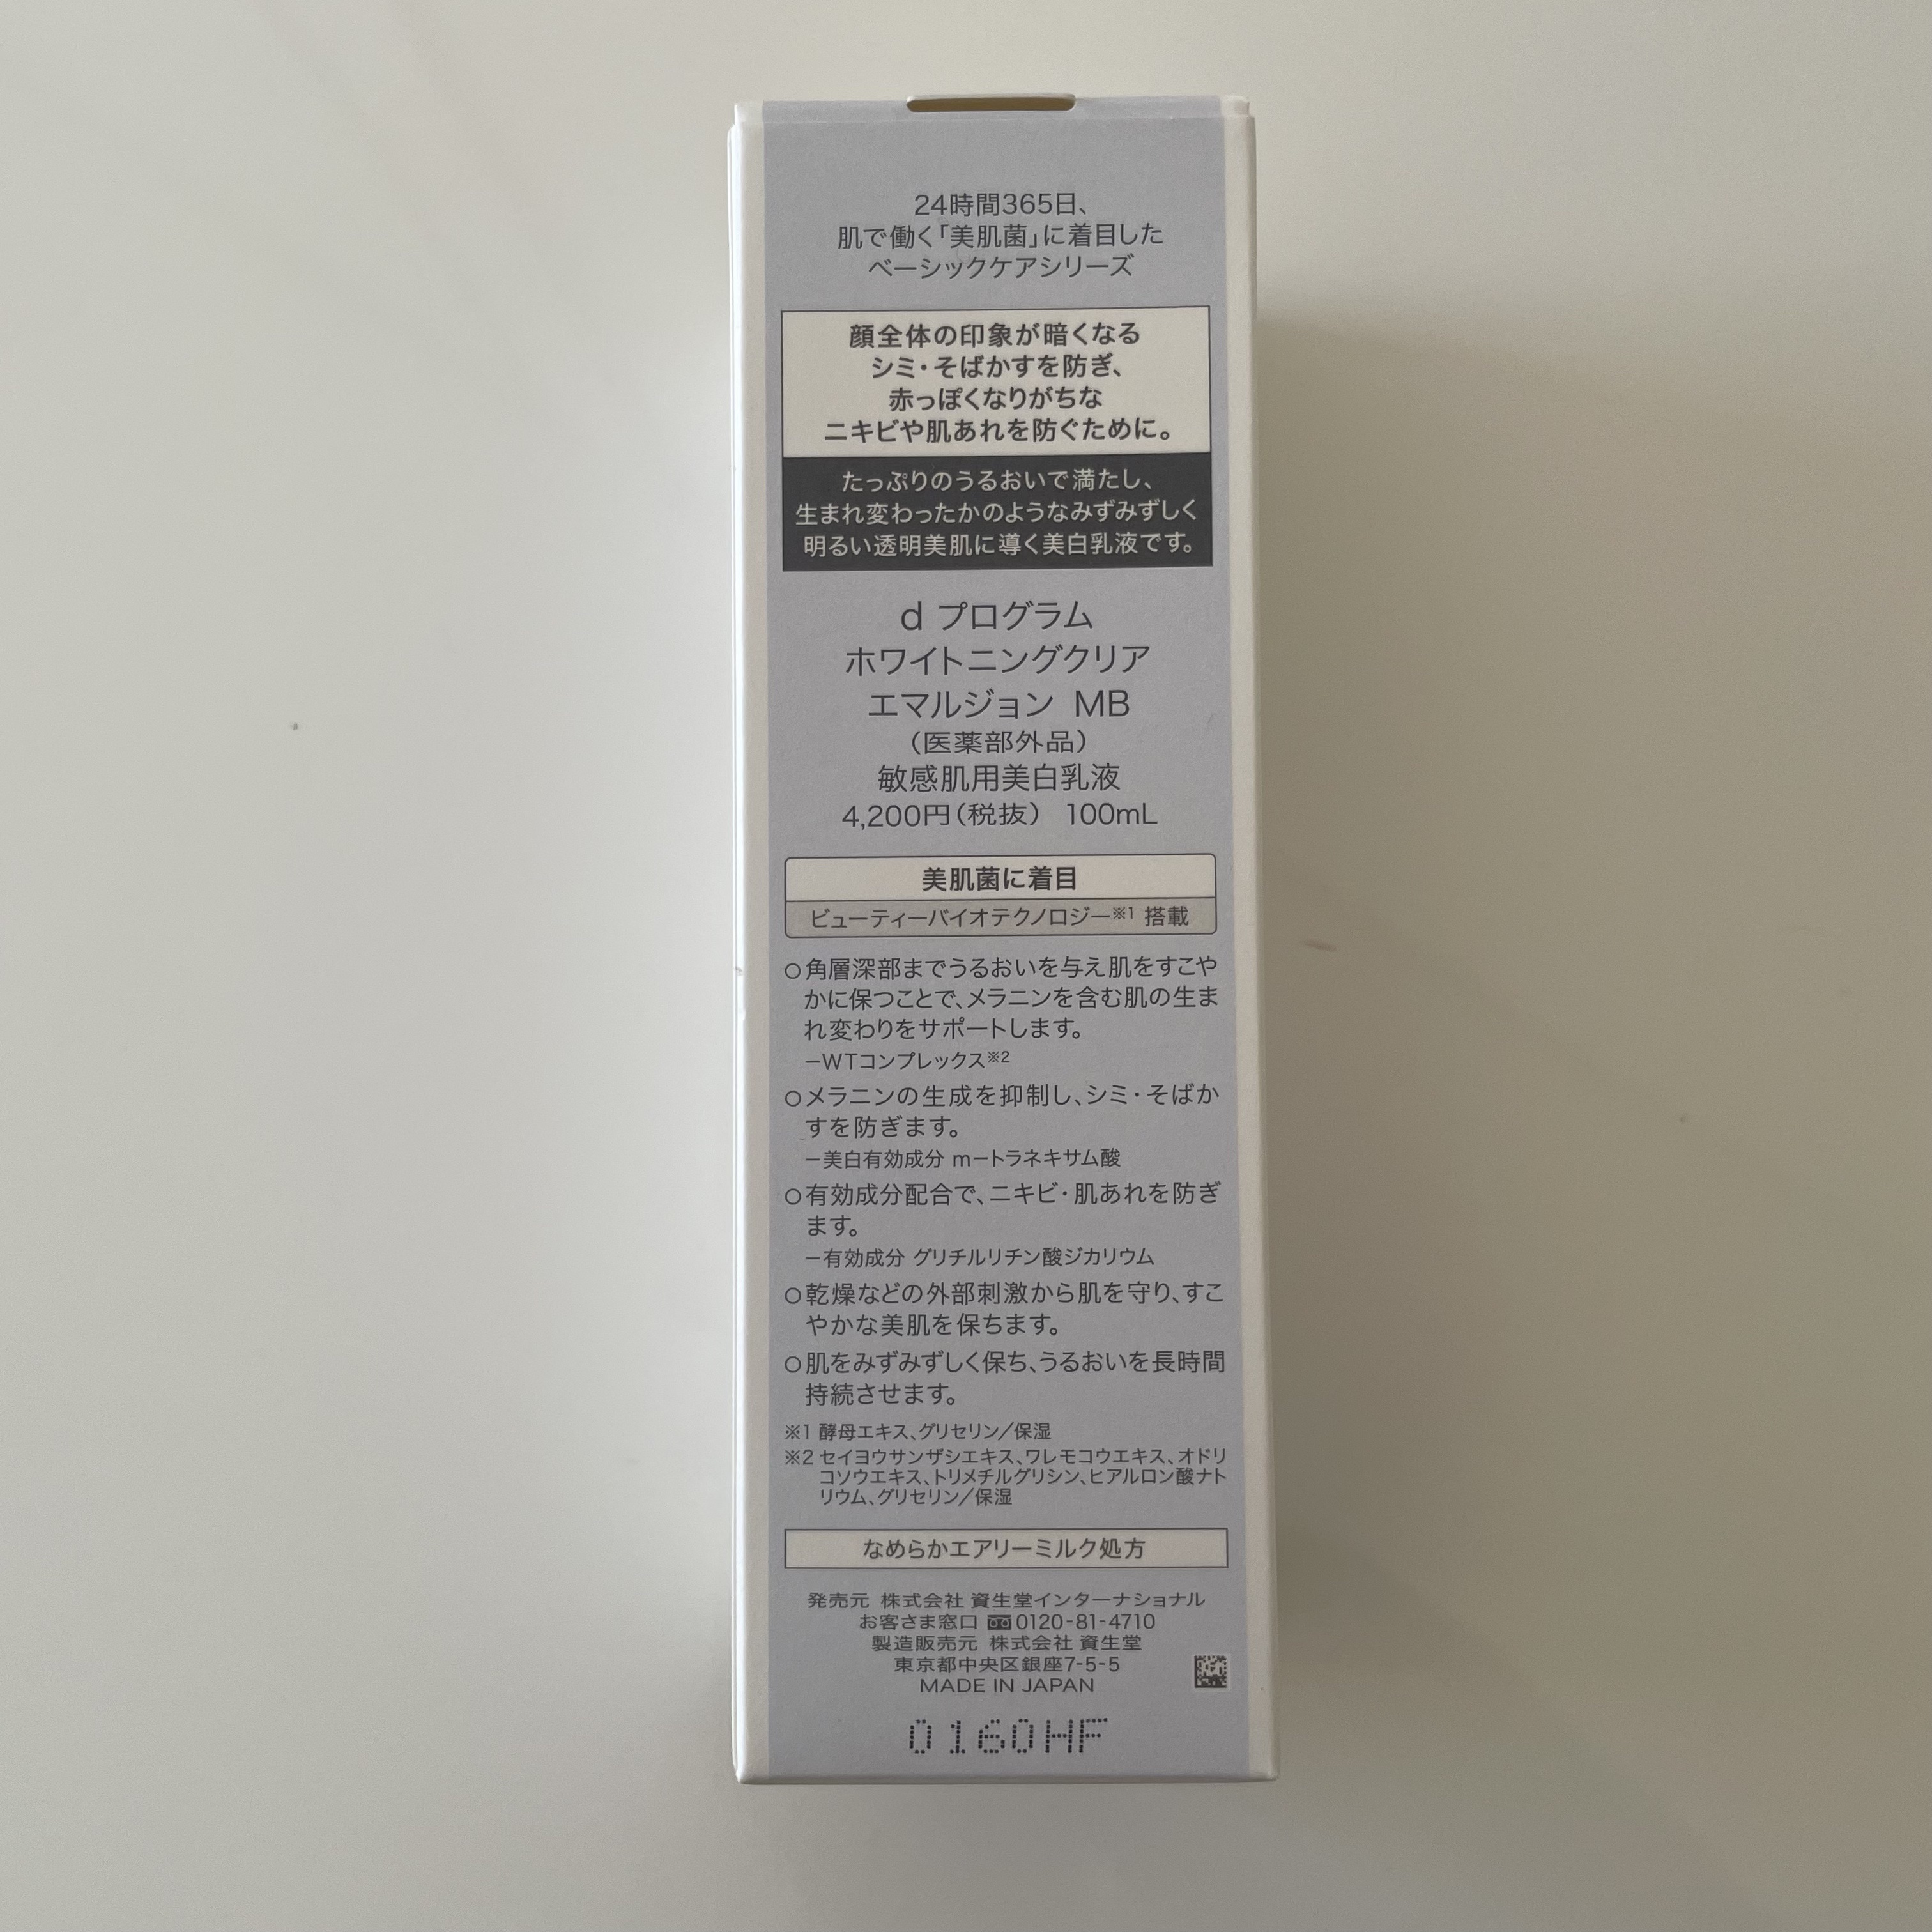 24時間365日、
肌で働く「美肌菌」に着目した
ベーシックケアシリーズ
顔全体の印象が暗くなる
シミ・そばかすを防ぎ、
赤っぽくなりがちな
ニキビや肌あれを防ぐために。
たっぷりのうるおいで満たし、
生まれ変わったかのようなみずみずしく
明るい透明美肌に導く美白乳液です。
d プログラム
ホワイトニングクリア
エマルジョン MB
（医薬部外品）
敏感肌用美白乳液
4,200円（税抜） 100mL
美肌菌に着目
ビューティーバイオテクノロジー※1 搭載
○角層深部までうるおいを与え肌をすこや
かに保つことで、メラニンを含む肌の生ま
れ変わりをサポートします。
－WTコンプレックス※2
○メラニンの生成を抑制し、シミ・そばか
すを防ぎます。
－美白有効成分 m－トラネキサム酸
○有効成分配合で、ニキビ・肌あれを防ぎ
ます。
－有効成分 グリチルリチン酸ジカリウム
○乾燥などの外部刺激から肌を守り、すこ
やかな美肌を保ちます。
○肌をみずみずしく保ち、うるおいを長時間
持続させます。
※1 酵母エキス、グリセリン／保湿
※2 セイヨウサンザシエキス、ワレモコウエキス、オドリ
コソウエキス、トリメチルグリシン、ヒアルロン酸ナト
リウム、グリセリン／保湿
なめらかエアリーミルク処方
発売元 株式会社 資生堂インターナショナル
お客さま窓口 0120-81-4710
製造販売元 株式会社 資生堂
東京都中央区銀座7-5-5
MADE IN JAPAN
0160HF